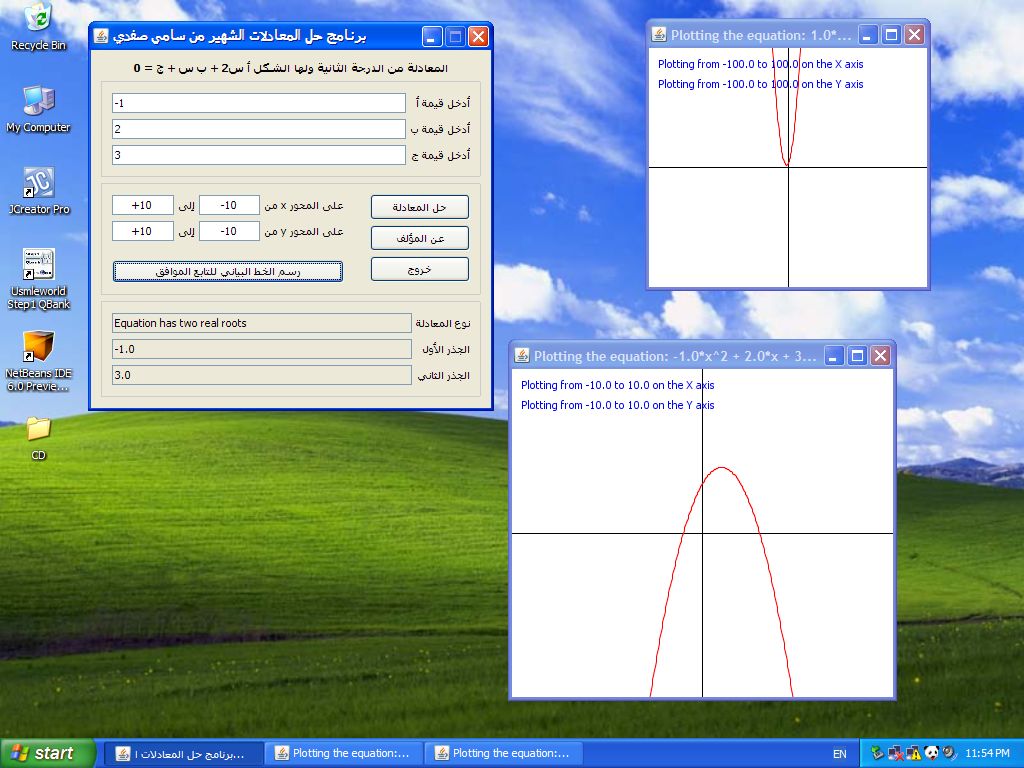 Recycle Bin
My Computer
JCreator Pro
Usmleworld
Step1 QBank
NetBeans IDE
6.0 Previe...
CD
برنامج حل المعادلات الشهير من سامي صفدي
المعادلة من الدرجة الثانية ولها الشكل أ س2 + ب س + ج = 0
أدخل قيمة أ -1
أدخل قيمة ب 2
أدخل قيمة ج 3
على المحور x من -10 إلى +10
على المحور y من -10 إلى +10
رسم الخط البياني للتابع الموافق
حل المعادلة
عن المؤلف
خروج
نوع المعادلة Equation has two real roots
الجذر الأول -1.0
الجذر الثاني 3.0
Plotting the equation: 1.0*...
Plotting from -100.0 to 100.0 on the X axis
Plotting from -100.0 to 100.0 on the Y axis
Plotting the equation: -1.0*x^2 + 2.0*x + 3...
Plotting from -10.0 to 10.0 on the X axis
Plotting from -10.0 to 10.0 on the Y axis
start
برنامج حل المعادلات ا...
Plotting the equation:...
Plotting the equation:...
EN
11:54 PM